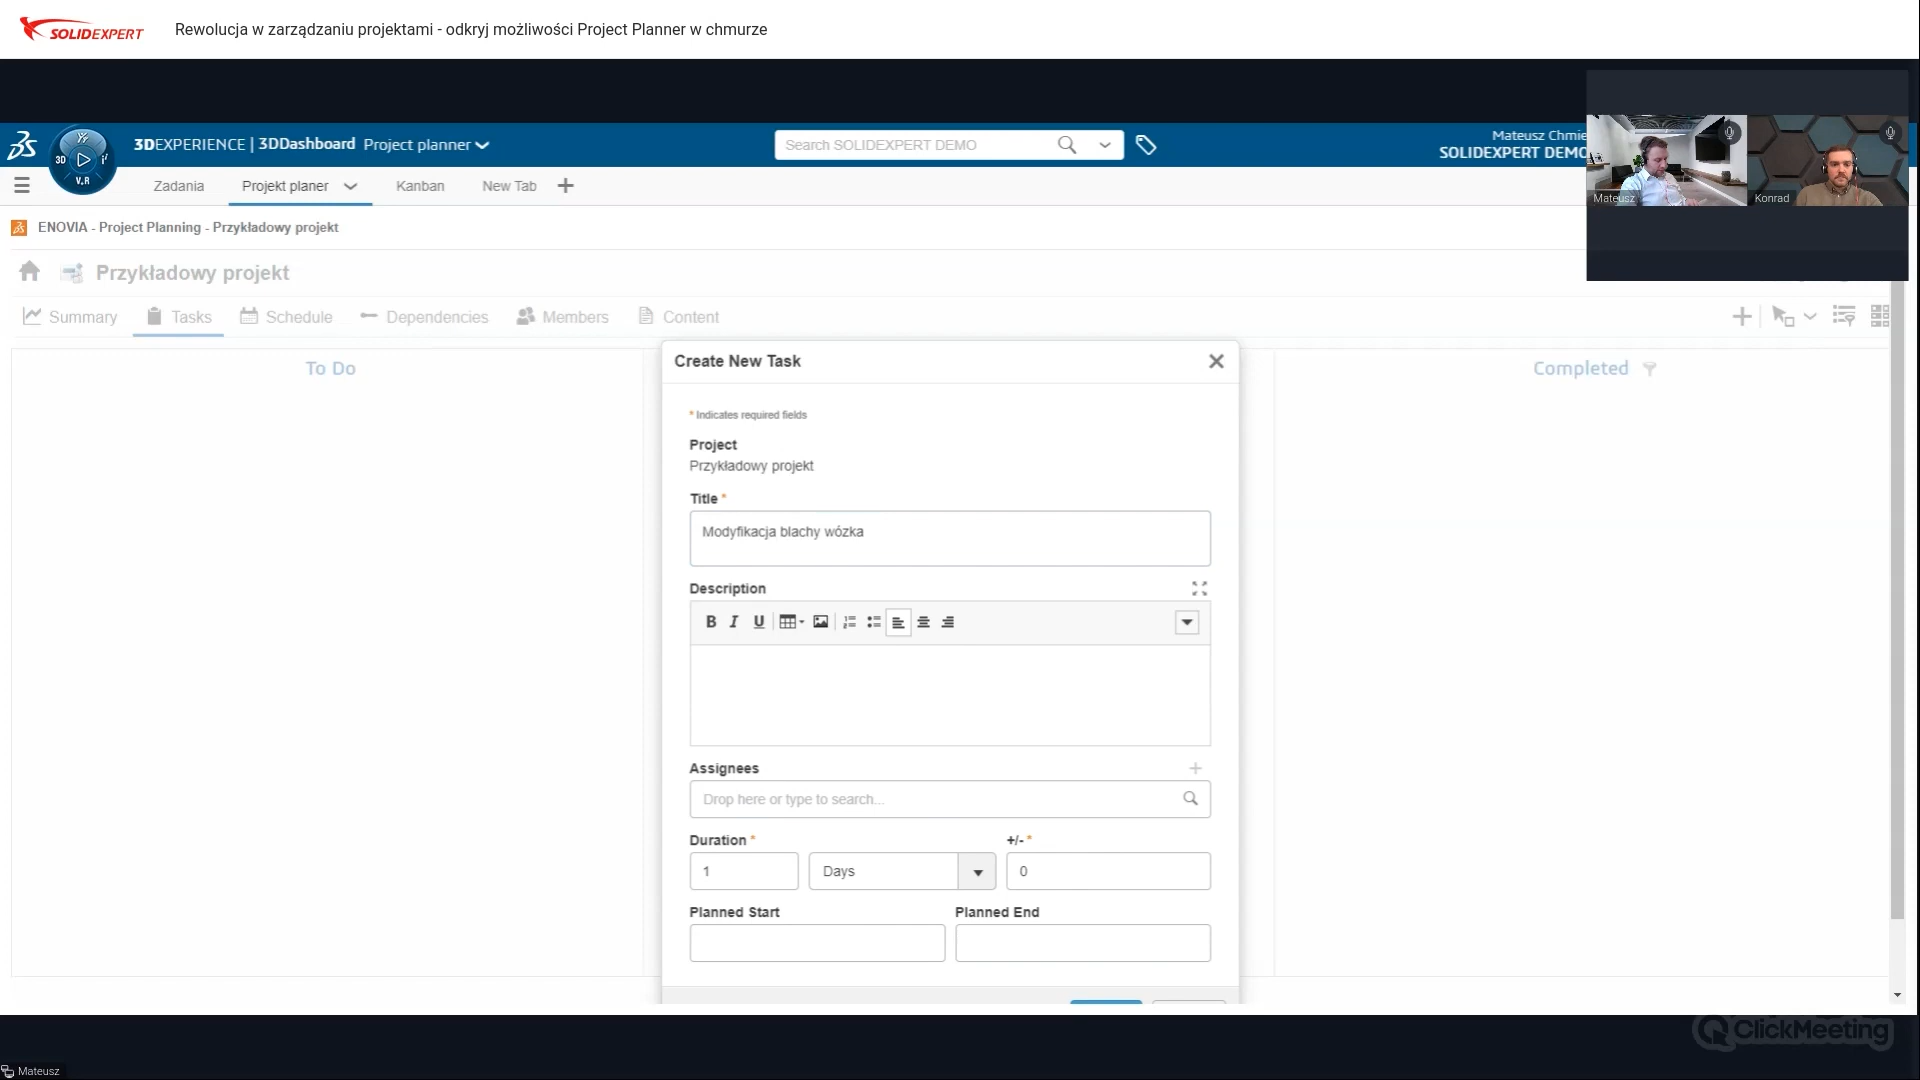 SOLIDEXPERT
Rewolucja w zarządzaniu projektami - odkryj możliwości Project Planner w chmurze
3DEXPERIENCE | 3DDashboard Project planner
Search SOLIDEXPERT DEMO
Mateusz Chmie
SOLIDEXPERT DEMO
3D
V.R
Zadania
Projekt planer
Kanban
New Tab
Mateusz
Konrad
ENOVIA - Project Planning - Przykładowy projekt
Przykładowy projekt
Summary
Tasks
Schedule
Dependencies
Members
Content
To Do
Completed
Create New Task
* Indicates required fields
Project
Przykładowy projekt
Title *
Modyfikacja blachy wózka
Description
B I U
Assignees
Drop here or type to search...
Duration *
+/- *
1
Days
0
Planned Start
Planned End
ClickMeeting
Mateusz